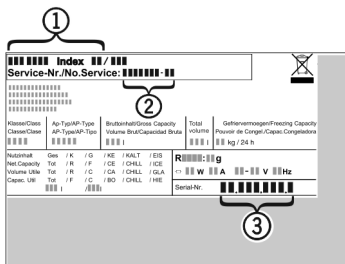 1
Index /
Service-Nr./No.Service: -
2
Klasse/Class Ap-Typ/AP-Type Bruttoinhalt/Gross Capacity Total Gefriervermoegen/Freezing Capacity
Classe/Clase AP-Type/AP-Tipo Volume Brut/Capacidad Bruta volume Pouvoir de Congel./Capac.Congeladora
l l kg / 24 h
Nutzinhalt Ges / K / G / KE / KALT / EIS
Net.Capacity Tot / R / F / CE / CHILL / ICE
Volume Utile Tot / F / C / CA / CHILL / GLA
Capac. Util Tot / F / C / BO / CHILL / HIE
l / l
R : g
W A - V Hz
Serial-Nr. . . .
3